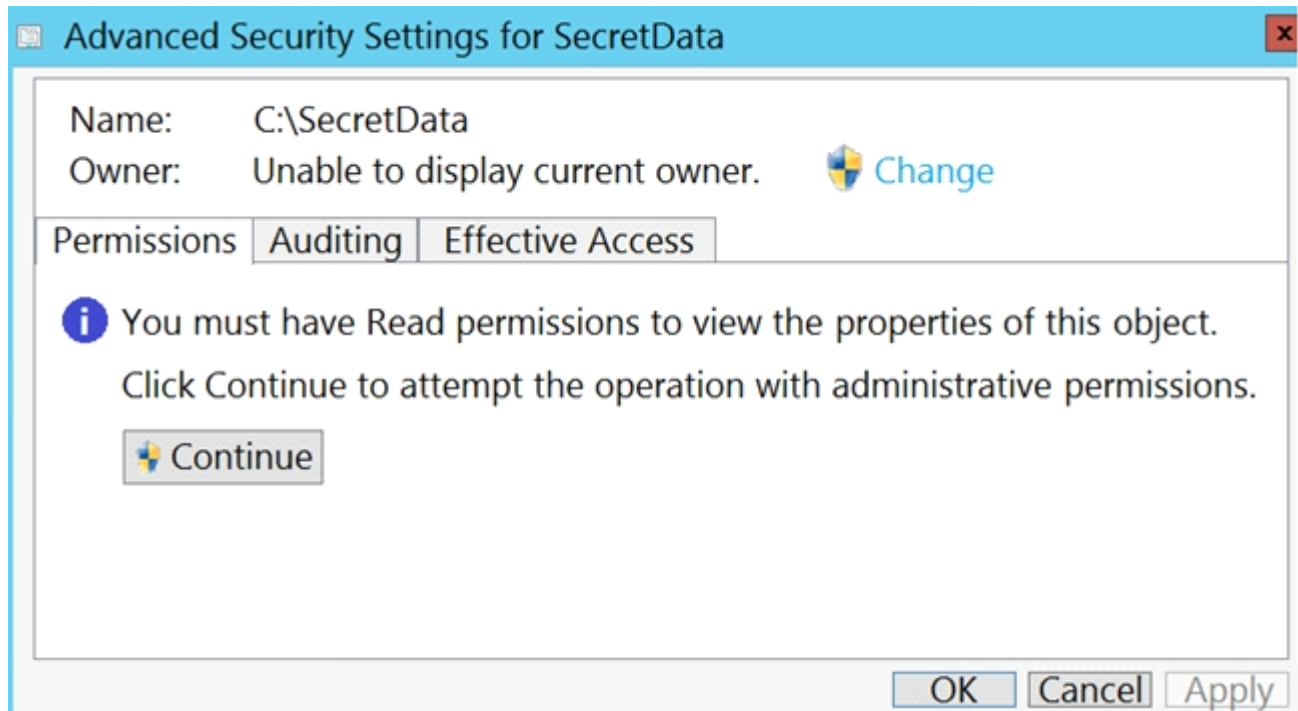 Advanced Security Settings for SecretData
x
Name: C:\SecretData
Owner: Unable to display current owner. Change
Permissions Auditing Effective Access
i You must have Read permissions to view the properties of this object.
Click Continue to attempt the operation with administrative permissions.
Continue
OK Cancel Apply